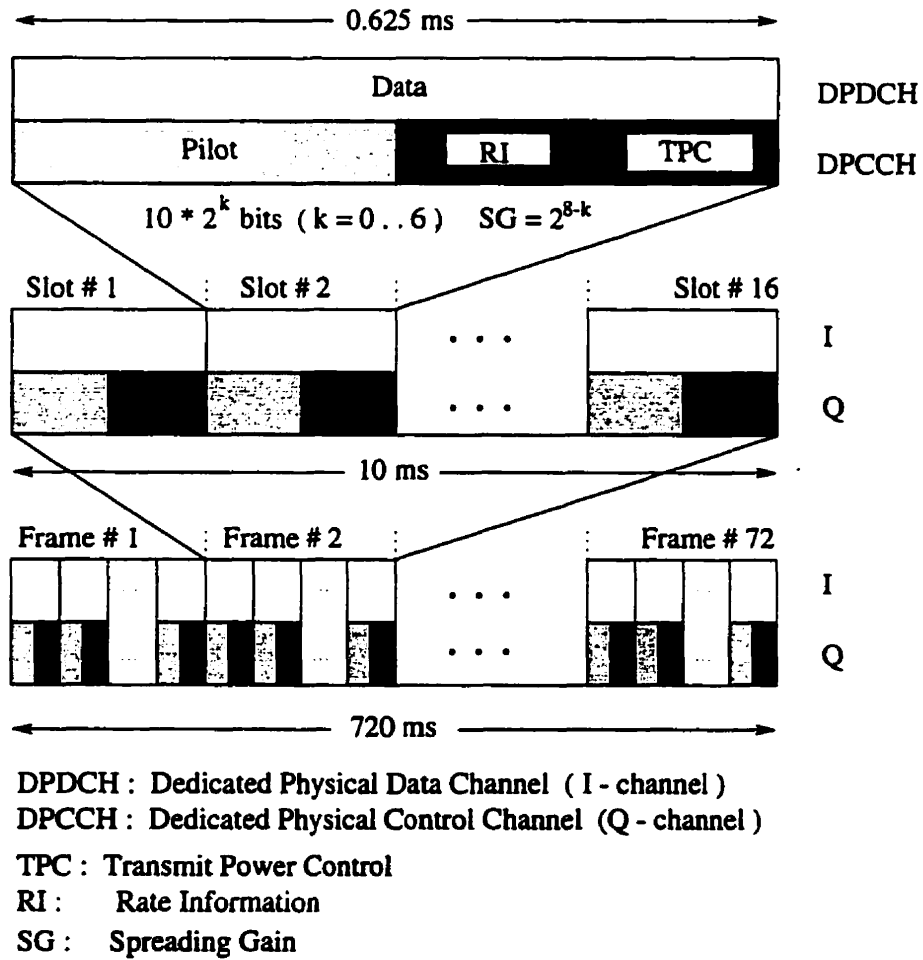 0.625 ms
Data DPDCH
Pilot RI TPC DPCCH
10 * 2^k bits ( k = 0 . . 6 ) SG = 2^8-k
Slot # 1 Slot # 2 Slot # 16
. . . I
. . . Q
10 ms
Frame # 1 Frame # 2 Frame # 72
... ... . . . ... I
... ... . . . ... Q
720 ms
DPDCH : Dedicated Physical Data Channel ( I - channel )
DPCCH : Dedicated Physical Control Channel (Q - channel )
TPC : Transmit Power Control
RI : Rate Information
SG : Spreading Gain